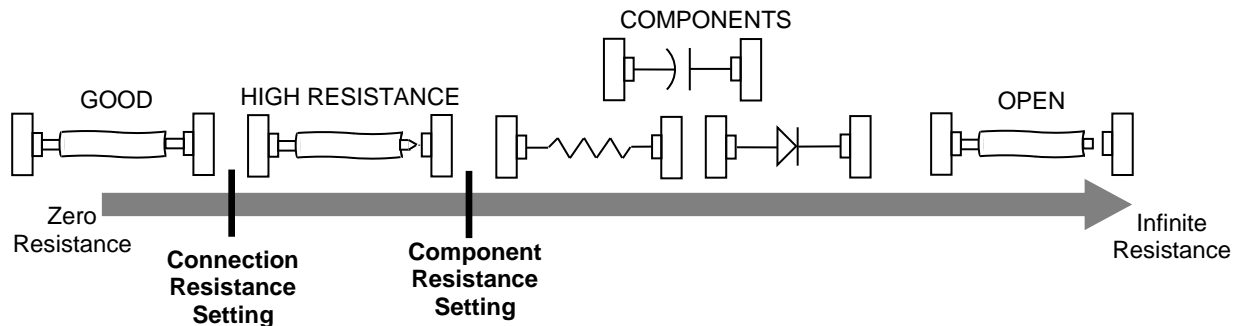 COMPONENTS
GOOD
HIGH RESISTANCE
OPEN
Zero
Resistance
Connection
Resistance
Setting
Component
Resistance
Setting
Infinite
Resistance